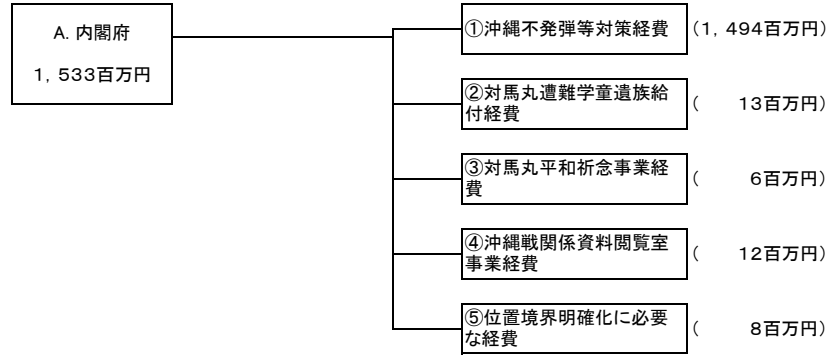 A. 内閣府
1, 533百万円
①沖縄不発弾等対策経費
(1, 494百万円)
②対馬丸遭難学童遺族給
付経費
( 13百万円)
③対馬丸平和祈念事業経
費
( 6百万円)
④沖縄戦関係資料閲覧室
事業経費
( 12百万円)
⑤位置境界明確化に必要
な経費
( 8百万円)